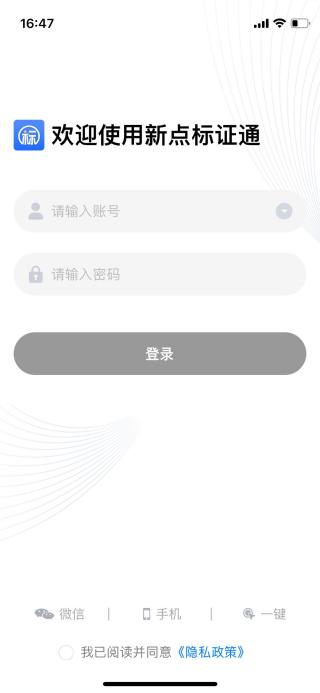 16:47
标 欢迎使用新点标证通
请输入账号
请输入密码
登录
微信 | 手机 | 一键
我已阅读并同意《隐私政策》